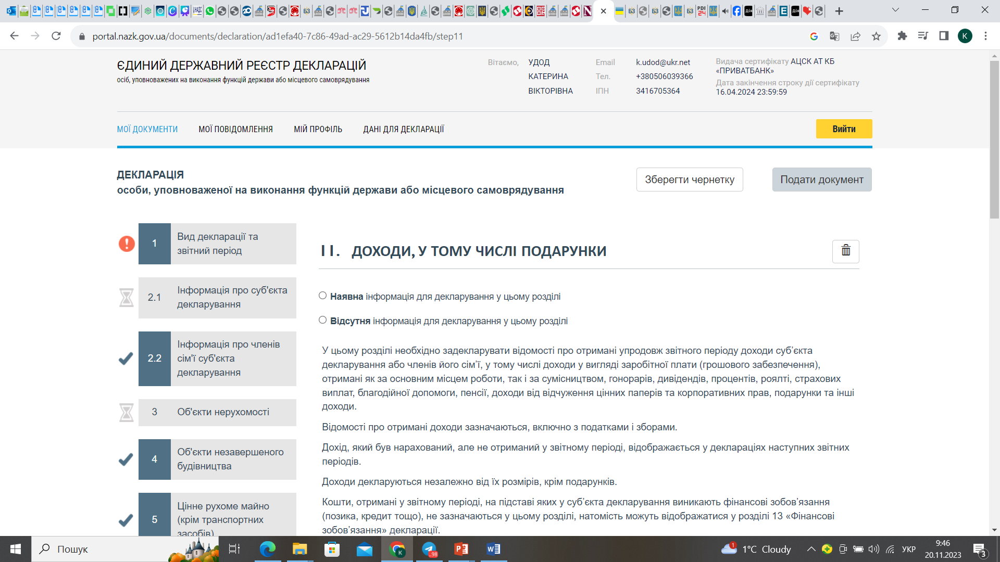 portal.nazk.gov.ua/documents/declaration/ad1efa40-7c86-49ad-ac29-5612b14da4fb/step11
K
ЄДИНИЙ ДЕРЖАВНИЙ РЕЄСТР ДЕКЛАРАЦІЙ
осіб, уповноважених на виконання функцій держави або місцевого самоврядування
Вітаємо, УДОД
КАТЕРИНА
ВІКТОРІВНА
Email k.udod@ukr.net
Тел. +380506039366
ІПН 3416705364
Видача сертифікату АЦСК АТ КБ
«ПРИВАТБАНК»
Дата закінчення строку дії сертифікату
16.04.2024 23:59:59
МОЇ ДОКУМЕНТИ МОЇ ПОВІДОМЛЕННЯ МІЙ ПРОФІЛЬ ДАНІ ДЛЯ ДЕКЛАРАЦІЇ Вийти
ДЕКЛАРАЦІЯ
особи, уповноваженої на виконання функцій держави або місцевого самоврядування
Зберегти чернетку Подати документ
1 Вид декларації та
звітний період
2.1 Інформація про суб'єкта
декларування
2.2 Інформація про членів
сім'ї суб'єкта
декларування
3 Об'єкти нерухомості
4 Об'єкти незавершеного
будівництва
5 Цінне рухоме майно
(крім транспортних
засобів)
11. ДОХОДИ, У ТОМУ ЧИСЛІ ПОДАРУНКИ
Наявна інформація для декларування у цьому розділі
Відсутня інформація для декларування у цьому розділі
У цьому розділі необхідно задекларувати відомості про отримані упродовж звітного періоду доходи суб’єкта
декларування або членів його сім’ї, у тому числі доходи у вигляді заробітної плати (грошового забезпечення),
отримані як за основним місцем роботи, так і за сумісництвом, гонорарів, дивідендів, процентів, роялті, страхових
виплат, благодійної допомоги, пенсії, доходи від відчуження цінних паперів та корпоративних прав, подарунки та інші
доходи.
Відомості про отримані доходи зазначаються, включно з податками і зборами.
Дохід, який був нарахований, але не отриманий у звітному періоді, відображається у деклараціях наступних звітних
періодів.
Доходи декларуються незалежно від їх розмірів, крім подарунків.
Кошти, отримані у звітному періоді, на підставі яких у суб’єкта декларування виникають фінансові зобов’язання
(позика, кредит тощо), не зазначаються у цьому розділі, натомість можуть відображатися у розділі 13 «Фінансові
зобов’язання» декларації.
Пошук
1°C Cloudy
УКР
9:46
20.11.2023
3